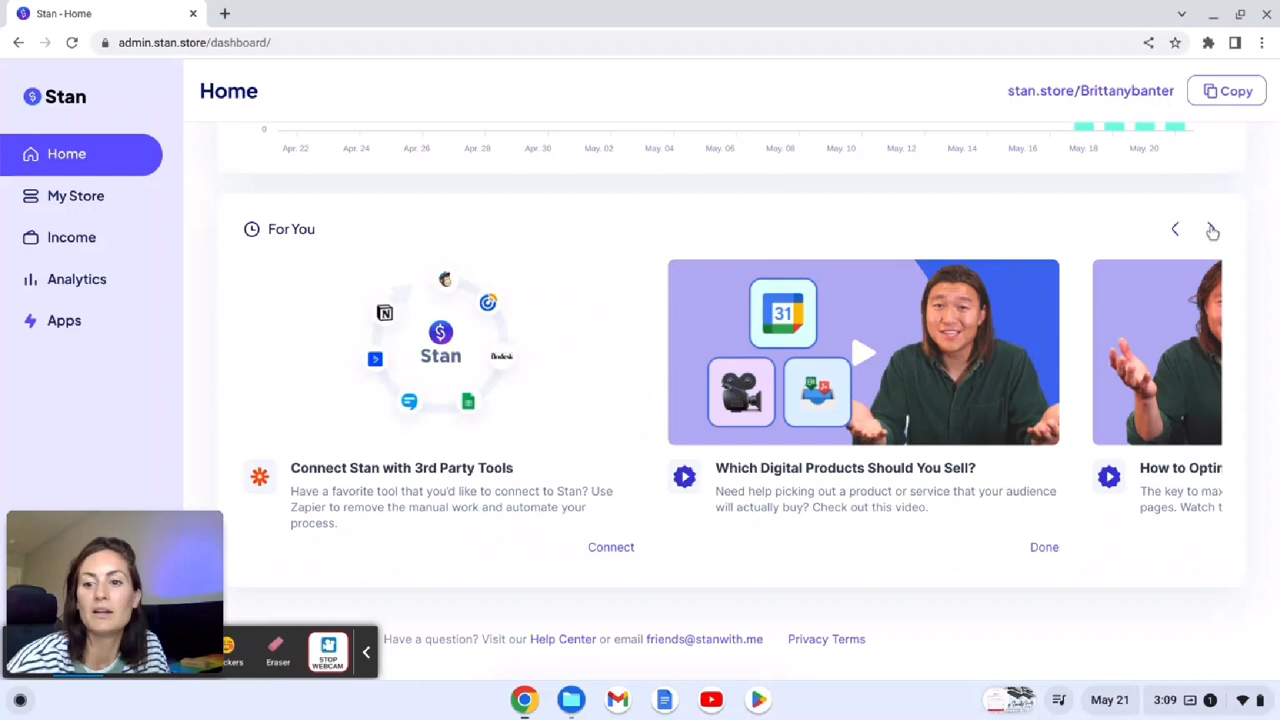 Stan - Home
admin.stan.store/dashboard/
Stan
Home
stan.store/Brittanybanter
Copy
Home
My Store
Income
Analytics
Apps
0
Apr. 22
Apr. 24
Apr. 26
Apr. 28
Apr. 30
May. 02
May. 04
May. 06
May. 08
May. 10
May. 12
May. 14
May. 16
May. 18
May. 20
For You
Stan
31
Connect Stan with 3rd Party Tools
Have a favorite tool that you'd like to connect to Stan? Use
Zapier to remove the manual work and automate your
process.
Connect
Which Digital Products Should You Sell?
Need help picking out a product or service that your audience
will actually buy? Check out this video.
Done
How to Optin
The key to max
pages. Watch t
ckers
Eraser
STOP
WEBCAM
Have a question? Visit our Help Center or email friends@stanwith.me
Privacy Terms
May 21
3:09
1